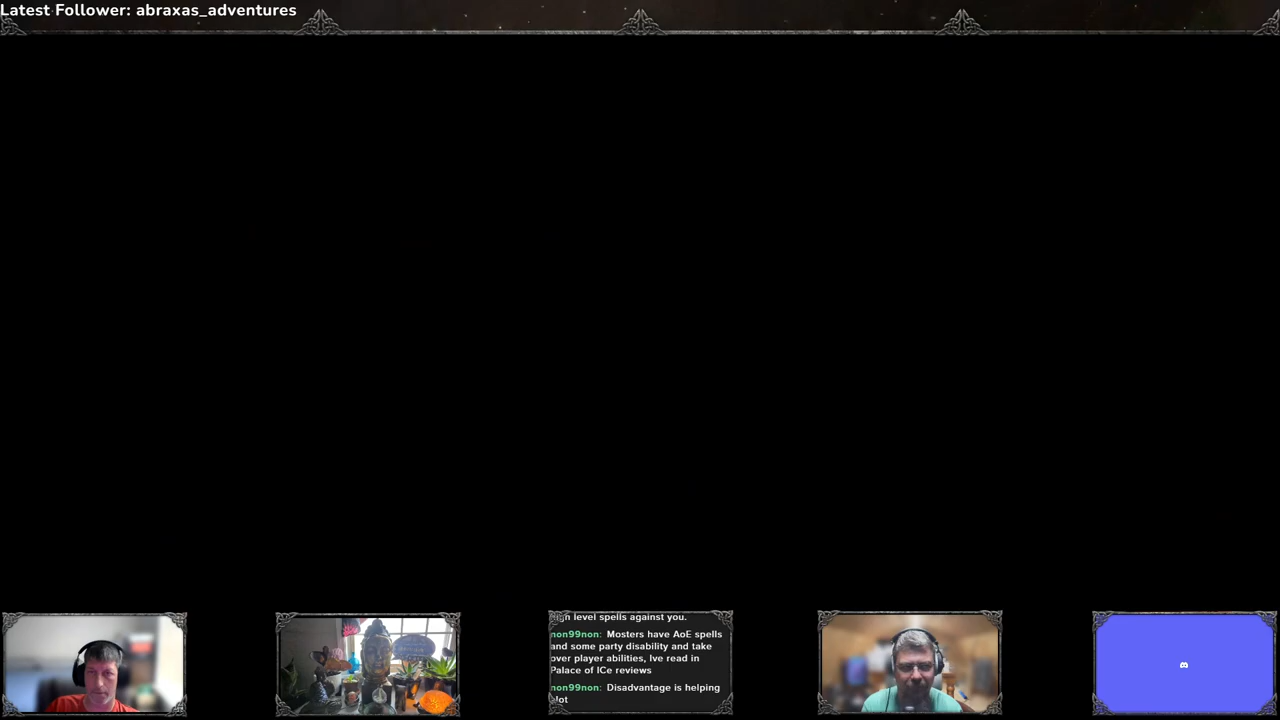 Latest Follower: abraxas_adventures
level spells against you.
non99non: Mosters have AoE spells
and some party disability and take
over player abilities, Ive read in
Palace of ICe reviews
non99non: Disadvantage is helping
lot